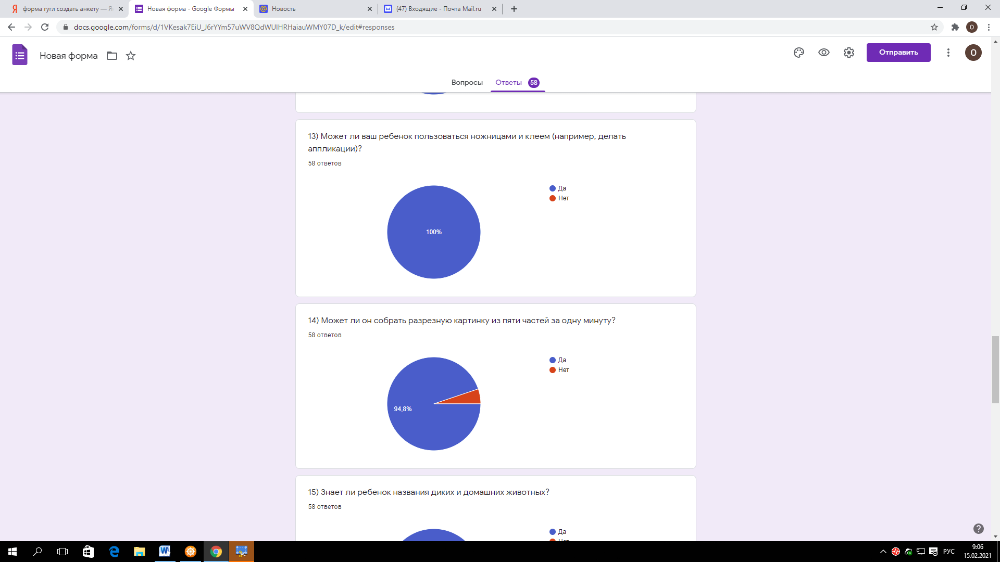 форма гугл создать анкету — Я
Новая форма - Google Формы
Новость
(47) Входящие - Почта Mail.ru
docs.google.com/forms/d/1VKesak7EiU_J6rYYm57uWV8QdWUIHRHaiauWMY07D_k/edit#responses
О
Новая форма
Отправить
О
Вопросы
Ответы 58
13) Может ли ваш ребенок пользоваться ножницами и клеем (например, делать
аппликации)?
58 ответов
Да
Нет
100%
14) Может ли он собрать разрезную картинку из пяти частей за одну минуту?
58 ответов
Да
Нет
94,8%
15) Знает ли ребенок названия диких и домашних животных?
58 ответов
Да
Нет
РУС
9:06
15.02.2021